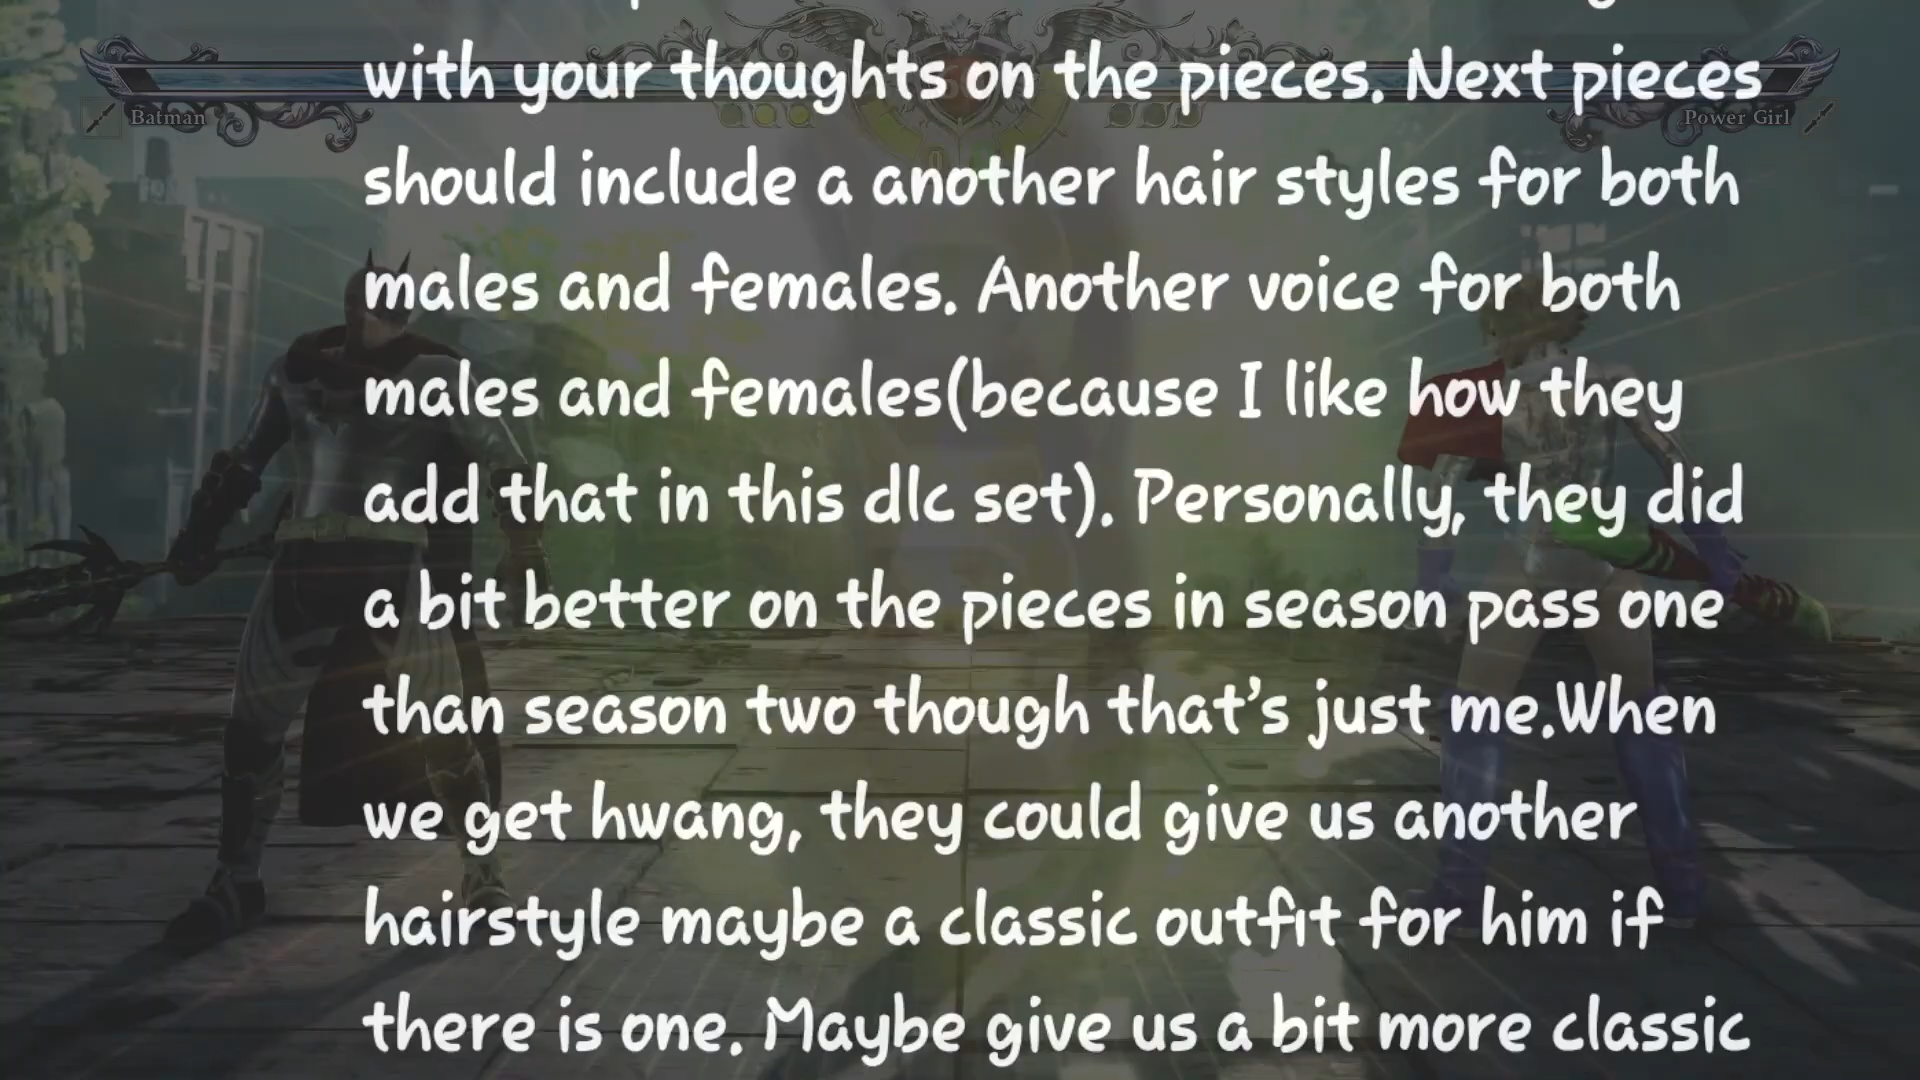 with your thoughts on the pieces. Next pieces
Batman
Power Girl
should include a another hair styles for both
males and females. Another voice for both
males and females(because I like how they
add that in this dlc set). Personally, they did
a bit better on the pieces in season pass one
than season two though that's just me.When
we get hwang, they could give us another
hairstyle maybe a classic outfit for him if
there is one. Maybe give us a bit more classic